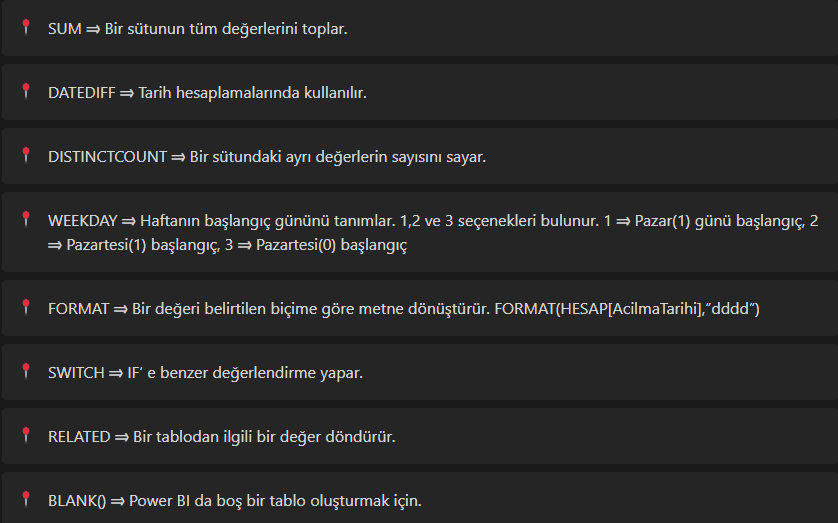 📍 SUM ⇒ Bir sütunun tüm değerlerini toplar.
📍 DATEDIFF ⇒ Tarih hesaplamalarında kullanılır.
📍 DISTINCTCOUNT ⇒ Bir sütundaki ayrı değerlerin sayısını sayar.
📍 WEEKDAY ⇒ Haftanın başlangıç gününü tanımlar. 1,2 ve 3 seçenekleri bulunur. 1 ⇒ Pazar(1) günü başlangıç, 2
⇒ Pazartesi(1) başlangıç, 3 ⇒ Pazartesi(0) başlangıç
📍 FORMAT ⇒ Bir değeri belirtilen biçime göre metne dönüştürür. FORMAT(HESAP[AcilmaTarihi],“dddd”)
📍 SWITCH ⇒ IF’ e benzer değerlendirme yapar.
📍 RELATED ⇒ Bir tablodan ilgili bir değer döndürür.
📍 BLANK() ⇒ Power BI da boş bir tablo oluşturmak için.